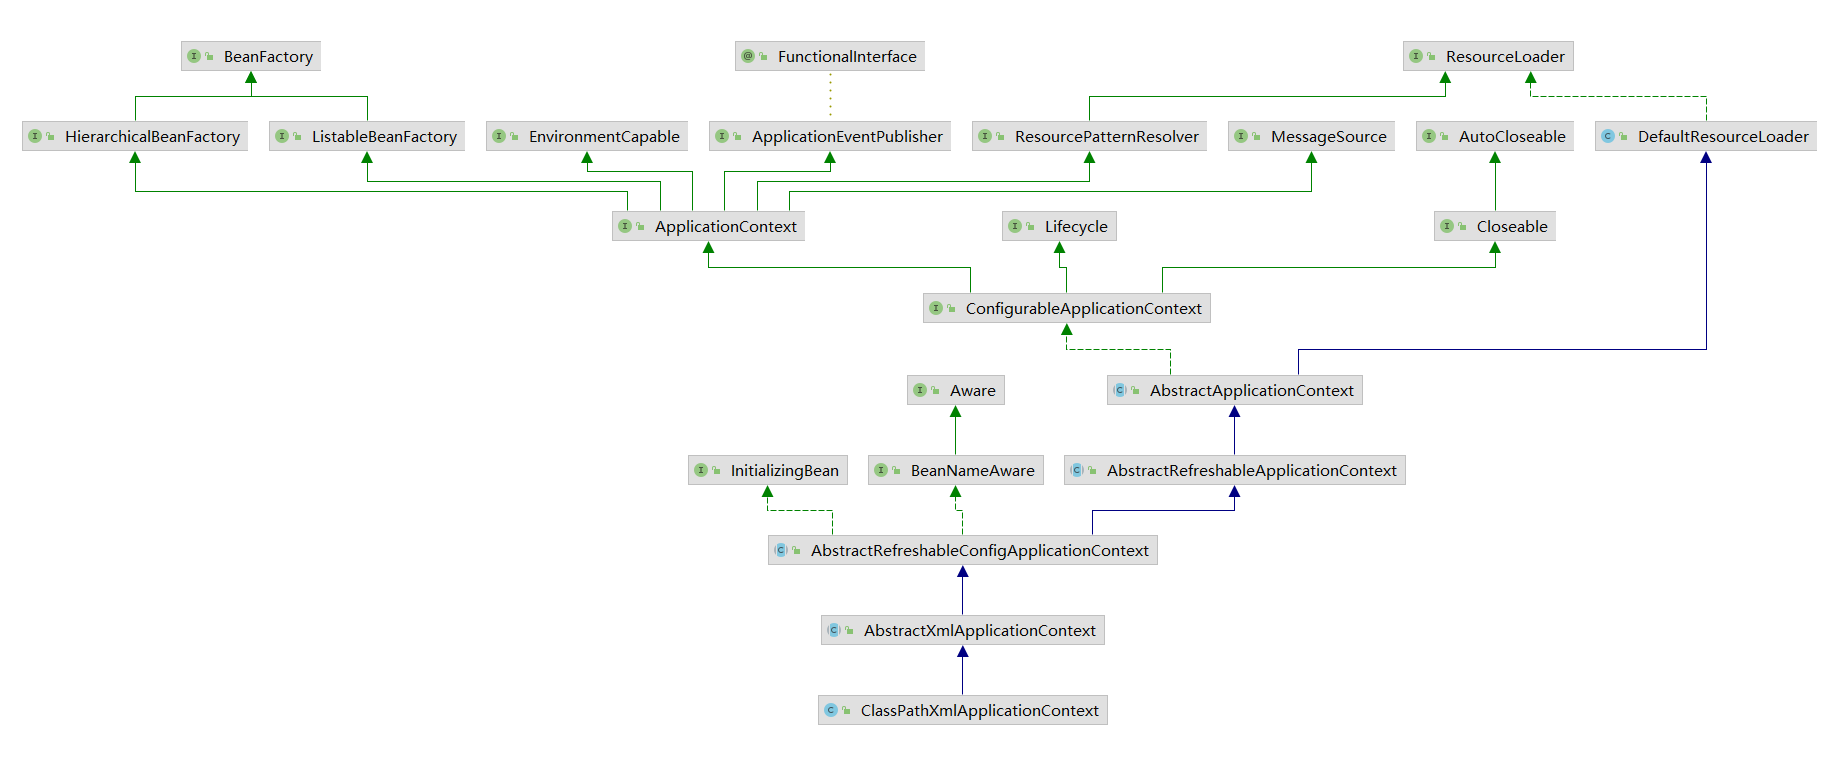 BeanFactory
FunctionalInterface
ResourceLoader
HierarchicalBeanFactory
ListableBeanFactory
EnvironmentCapable
ApplicationEventPublisher
ResourcePatternResolver
MessageSource
AutoCloseable
DefaultResourceLoader
ApplicationContext
Lifecycle
Closeable
ConfigurableApplicationContext
Aware
AbstractApplicationContext
InitializingBean
BeanNameAware
AbstractRefreshableApplicationContext
AbstractRefreshableConfigApplicationContext
AbstractXmlApplicationContext
ClassPathXmlApplicationContext